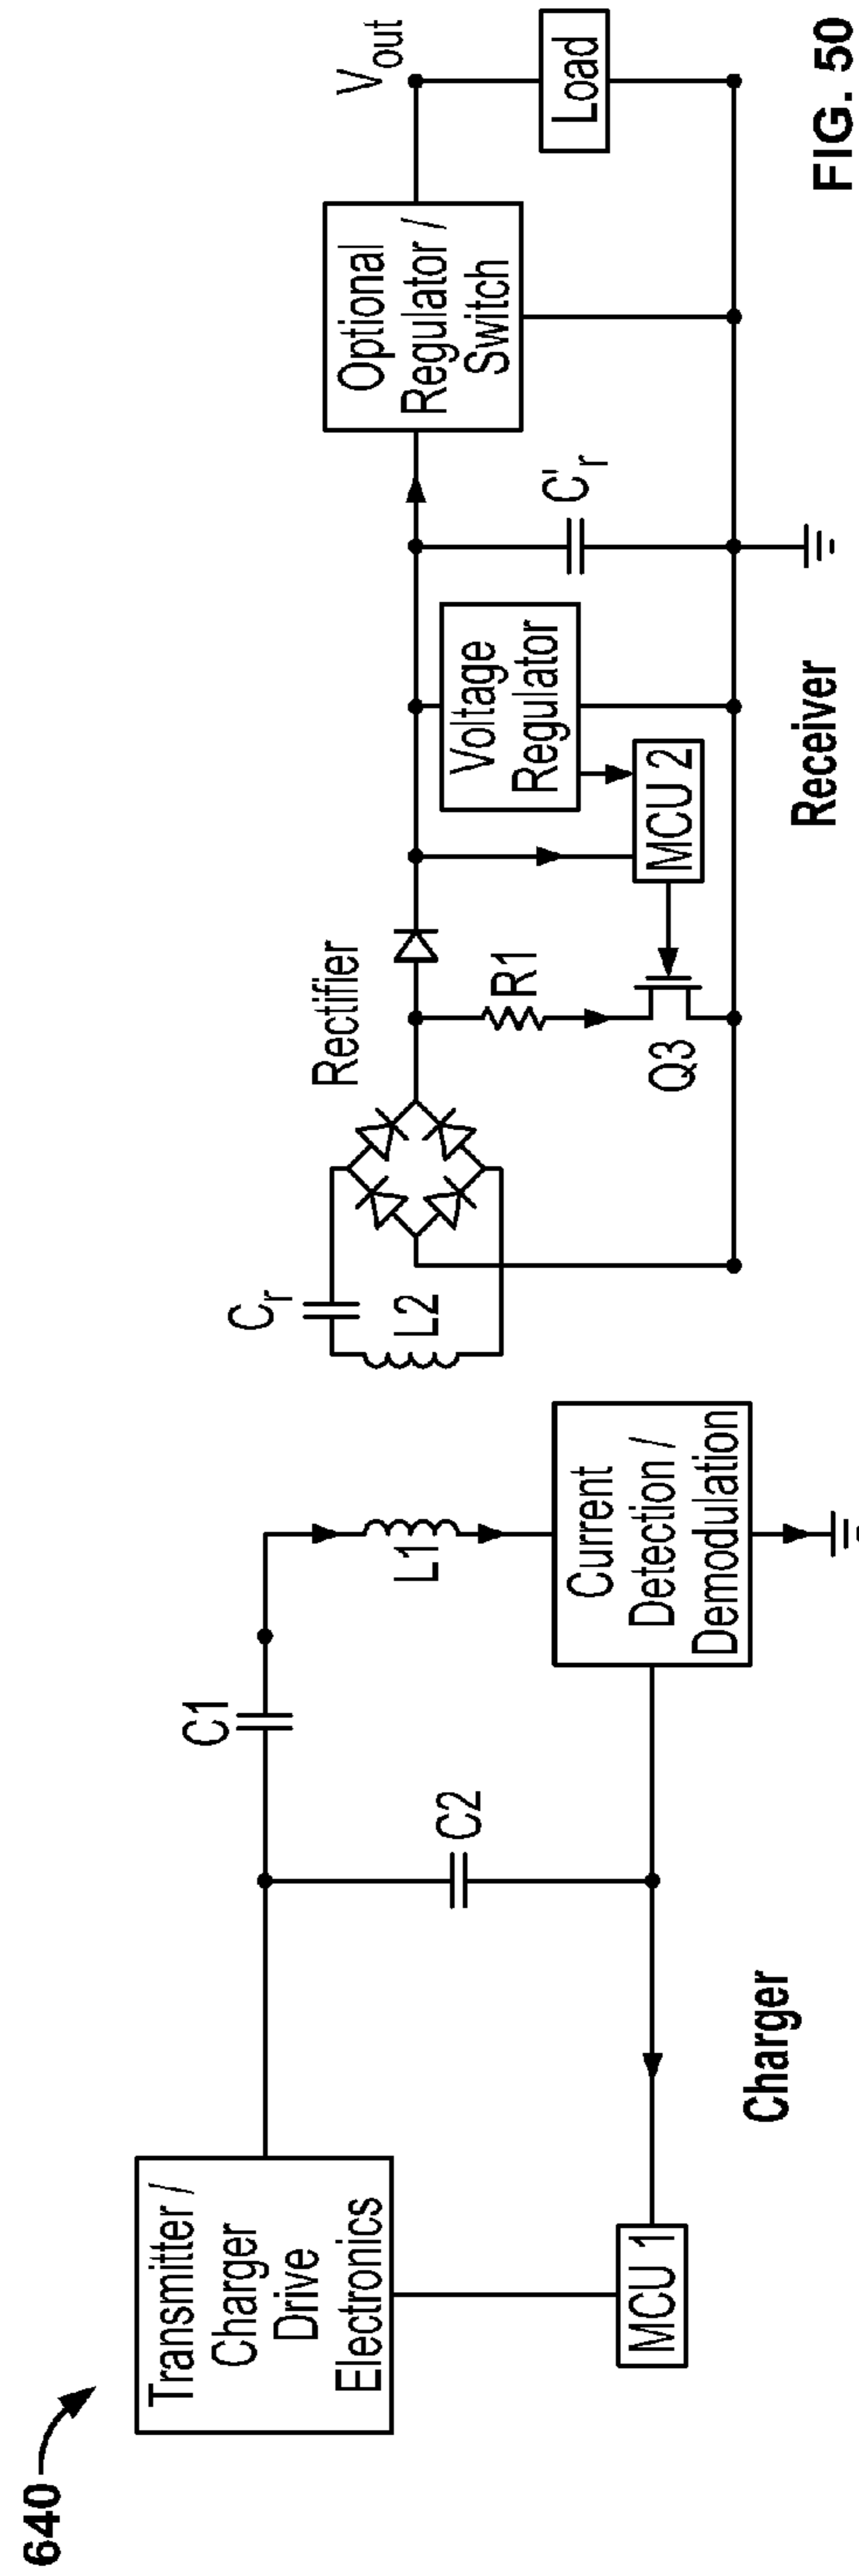 640
Transmitter /
Charger
Drive
Electronics
MCU 1
C2
C1
L1
Current
Detection /
Demodulation
Charger
Cr
L2
Rectifier
R1
Q3
MCU 2
Voltage
Regulator
C'r
Optional
Regulator /
Switch
Vout
Load
Receiver
FIG. 50